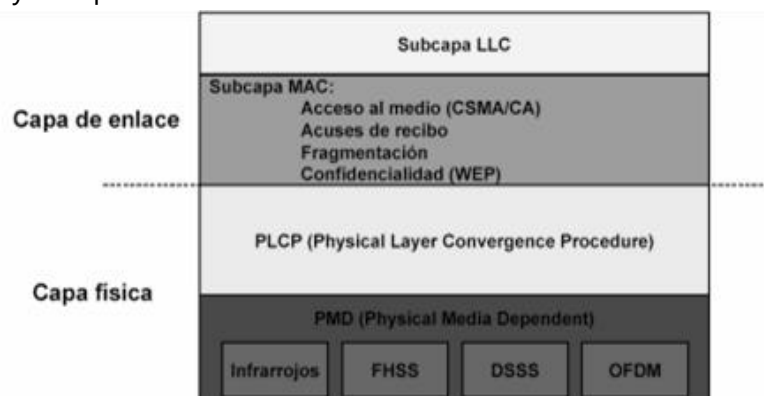 Subcapa LLC
Subcapa MAC:
Acceso al medio (CSMA/CA)
Acuses de recibo
Fragmentación
Confidencialidad (WEP)
Capa de enlace
PLCP (Physical Layer Convergence Procedure)
Capa física
PMD (Physical Media Dependent)
Infrarrojos FHSS DSSS OFDM